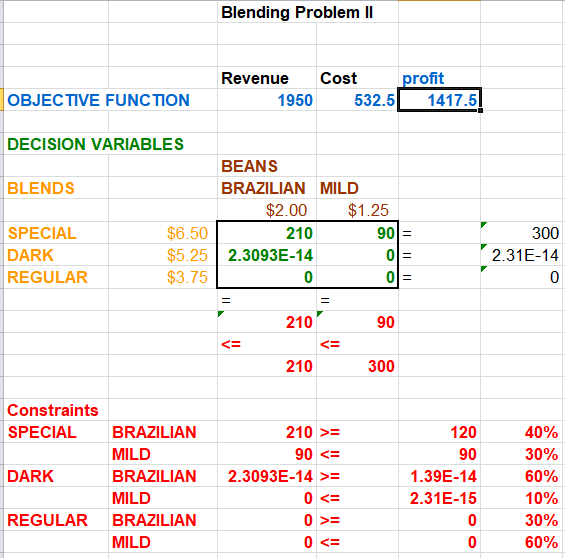 Blending Problem II
Revenue Cost profit
OBJECTIVE FUNCTION 1950 532.5 1417.5
DECISION VARIABLES
BEANS
BLENDS BRAZILIAN MILD
$2.00 $1.25
SPECIAL $6.50 210 90 = 300
DARK $5.25 2.3093E-14 0 = 2.31E-14
REGULAR $3.75 0 0 = 0
= =
210 90
<= <=
210 300
Constraints
SPECIAL BRAZILIAN 210 >= 120 40%
MILD 90 <= 90 30%
DARK BRAZILIAN 2.3093E-14 >= 1.39E-14 60%
MILD 0 <= 2.31E-15 10%
REGULAR BRAZILIAN 0 >= 0 30%
MILD 0 <= 0 60%